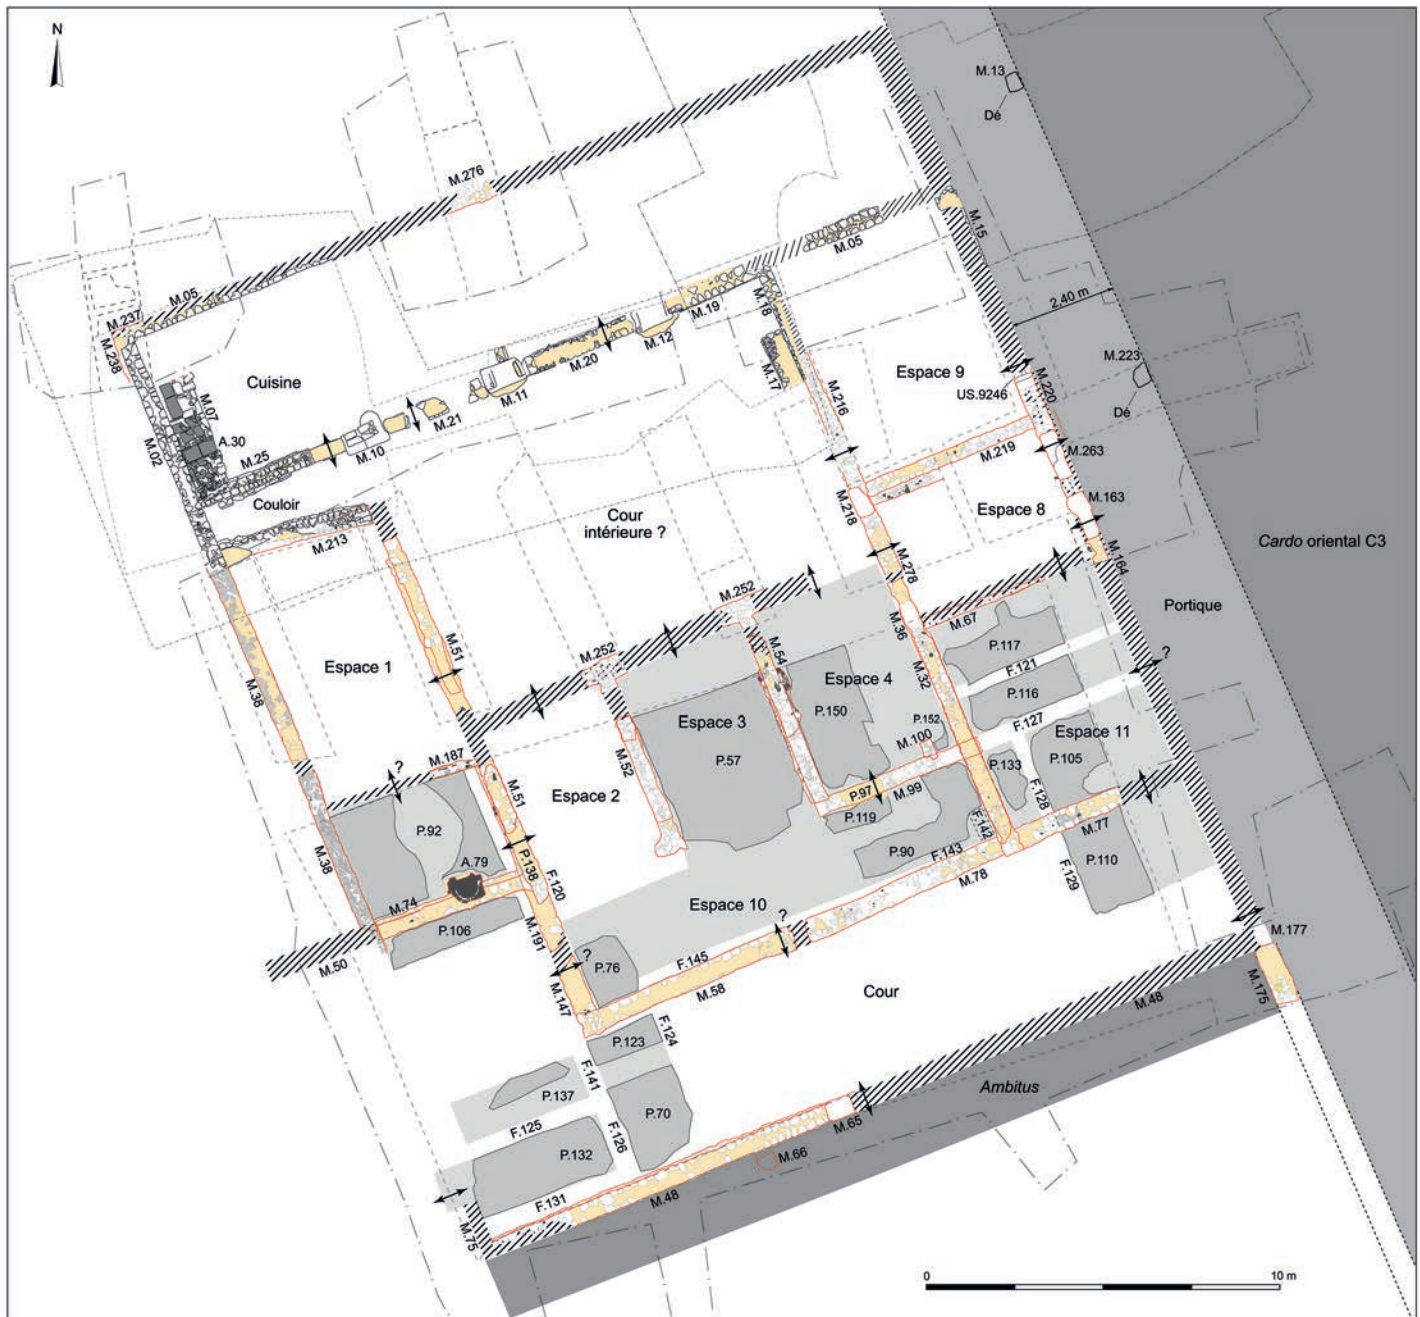 N
M.13
Dé
M.276
M.15
M.05
M.05
M.237
M.238
M.19
M.18
2,40 m
M.12
M.20
M.223
Cuisine
M.17
Espace 9
M.07
M.11
US.9246
M.220
Dé
M.21
M.216
A.30
M.02
M.10
M.219
M.263
M.25
Couloir
M.163
M.218
Espace 8
M.213
Cour
intérieure ?
Cardo oriental C3
M.278
M.164
M.252
Portique
M.36
M.67
M.54
P.117
M.51
M.252
Espace 1
F.121
Espace 4
M.32
?
M.38
P.150
P.116
Espace 3
P.152
F.127
M.100
Espace 11
M.187
P.57
?
M.52
P.133
P.105
M.51
Espace 2
P.97
M.99
P.92
P.119
F.128
F.142
M.77
M.38
A.79
P.138
P.90
F.143
P.110
F.120
M.78
M.74
F.129
Espace 10
P.106
?
M.191
M.177
M.50
?
P.76
F.145
M.147
M.58
Cour
M.175
M.48
F.124
P.123
F.141
Ambitus
P.137
P.70
F.125
M.65
F.126
P.132
M.66
F.131
M.48
M.75
0
10 m